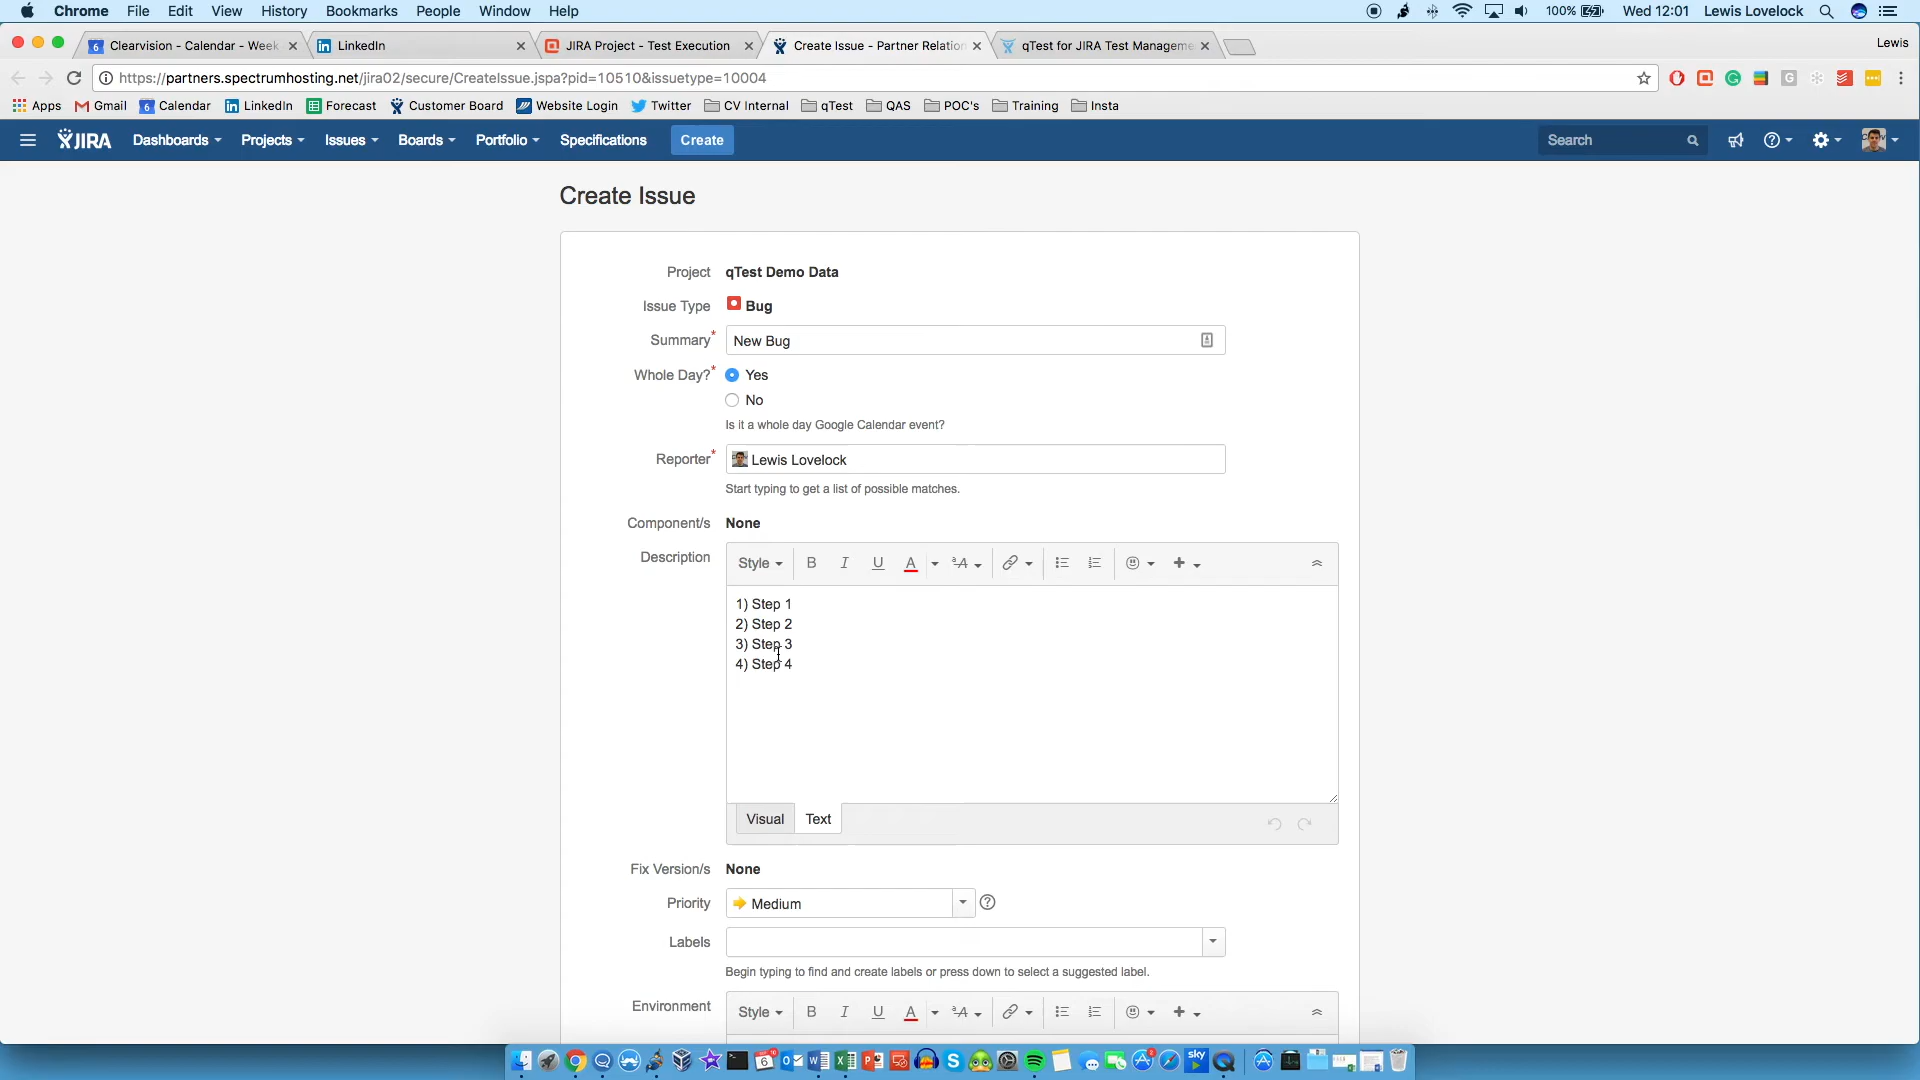 Chrome File Edit View History Bookmarks People Window Help 100% Wed 12:01 Lewis Lovelock
Clearvision - Calendar - Week LinkedIn JIRA Project - Test Execution Create Issue - Partner Relation qTest for JIRA Test Manageme Lewis
https://partners.spectrumhosting.net/jira02/secure/CreateIssue.jspa?pid=10510&issuetype=10004
Apps Gmail Calendar LinkedIn Forecast Customer Board Website Login Twitter CV Internal qTest QAS POC's Training Insta
JIRA Dashboards Projects Issues Boards Portfolio Specifications Create Search
Create Issue
Project qTest Demo Data
Issue Type Bug
Summary* New Bug
Whole Day?* Yes
No
Is it a whole day Google Calendar event?
Reporter* Lewis Lovelock
Start typing to get a list of possible matches.
Component/s None
Description Style B I U A
1) Step 1
2) Step 2
3) Step 3
4) Step 4
Visual Text
Fix Version/s None
Priority Medium
Labels
Begin typing to find and create labels or press down to select a suggested label.
Environment Style B I U A